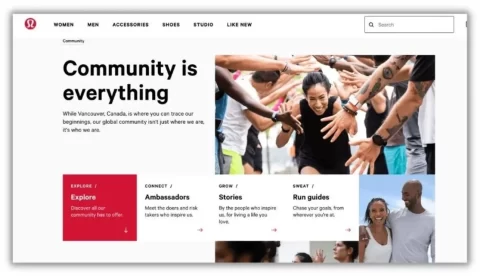 WOMEN MEN ACCESSORIES SHOES STUDIO LIKE NEW
Search
Community
Community is
everything
While Vancouver, Canada, is where you can trace our
beginnings, our global community isn't just where we are,
it's who we are.
EXPLORE /
Explore
Discover all our
community has to offer.
CONNECT /
Ambassadors
Meet the doers and risk
takers who inspire us.
GROW /
Stories
By the people who inspire
us, for living a life you
love.
SWEAT /
Run guides
Chase your goals, from
wherever you're at.